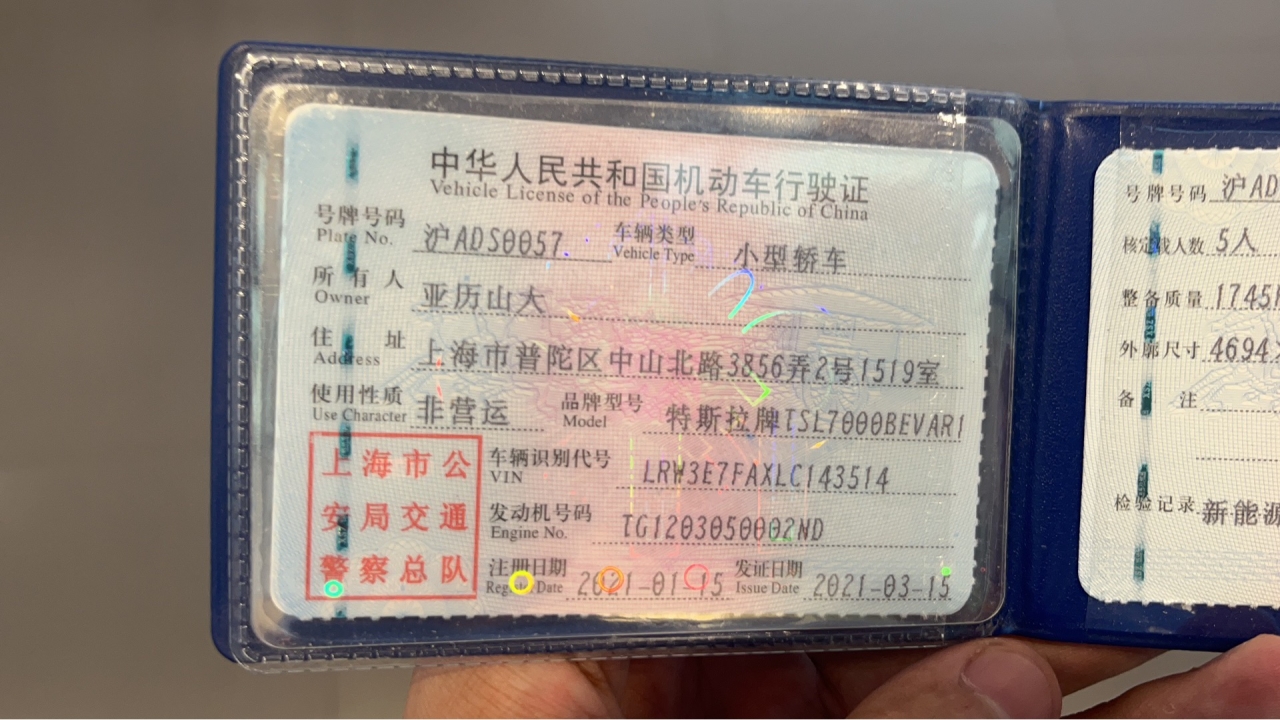 中华人民共和国机动车行驶证
Vehicle License of the People's Republic of China
号牌号码 沪ADS0057 车辆类型 小型轿车
Plate No. Vehicle Type
所有人 亚历山大
Owner
住址 上海市普陀区中山北路3856弄2号1519室
Address
使用性质 非营运 品牌型号 特斯拉牌TSL7000BEVAR1
Use Character Model
上海市公
安局交通
警察总队
车辆识别代号 LRW3E7FAXLC143514
VIN
发动机号码 TG1203050002ND
Engine No.
注册日期 2021-01-15 发证日期 2021-03-15
Register Date Issue Date
号牌号码 沪AD
核定载人数 5人
整备质量 1745
外廓尺寸 4694
备注
检验记录 新能源